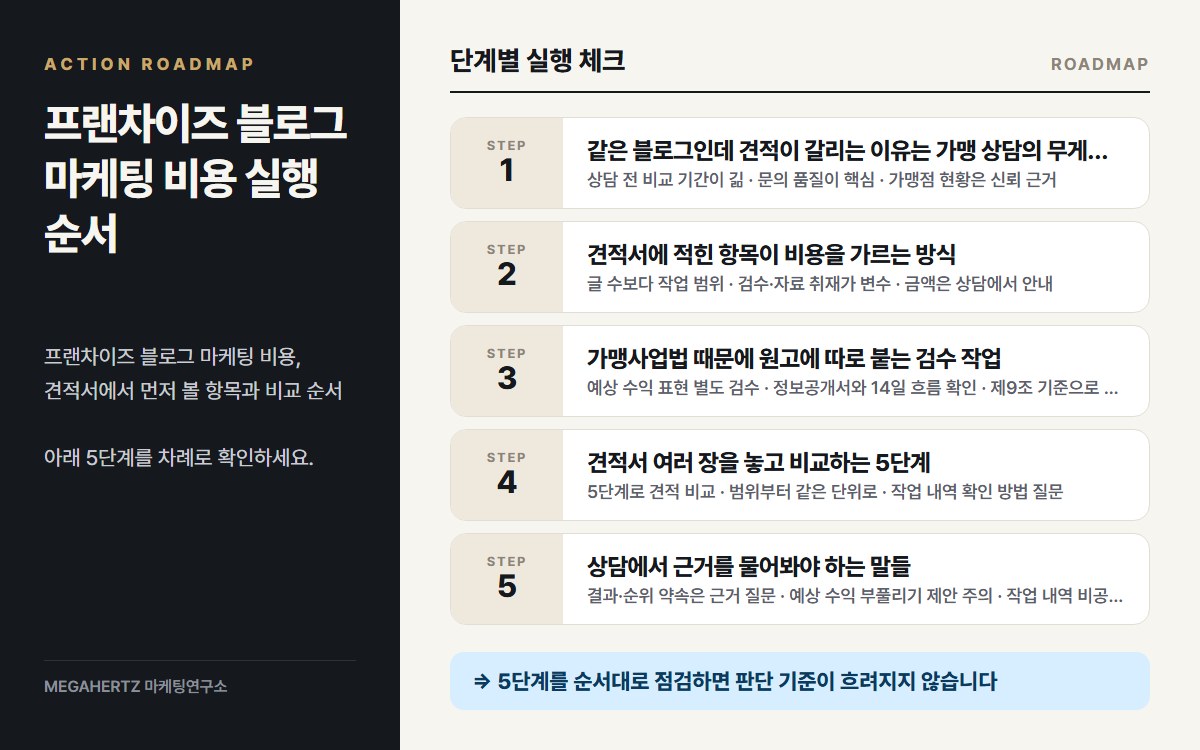 ACTION ROADMAP
프랜차이즈 블로그
마케팅 비용 실행
순서
프랜차이즈 블로그 마케팅 비용,
견적서에서 먼저 볼 항목과 비교 순서
아래 5단계를 차례로 확인하세요.
MEGAHERTZ 마케팅연구소
단계별 실행 체크
ROADMAP
STEP
1
같은 블로그인데 견적이 갈리는 이유는 가맹 상담의 무게…
상담 전 비교 기간이 긺 · 문의 품질이 핵심 · 가맹점 현황은 신뢰 근거
STEP
2
견적서에 적힌 항목이 비용을 가르는 방식
글 수보다 작업 범위 · 검수·자료 취재가 변수 · 금액은 상담에서 안내
STEP
3
가맹사업법 때문에 원고에 따로 붙는 검수 작업
예상 수익 표현 별도 검수 · 정보공개서와 14일 흐름 확인 · 제9조 기준으로 …
STEP
4
견적서 여러 장을 놓고 비교하는 5단계
5단계로 견적 비교 · 범위부터 같은 단위로 · 작업 내역 확인 방법 질문
STEP
5
상담에서 근거를 물어봐야 하는 말들
결과·순위 약속은 근거 질문 · 예상 수익 부풀리기 제안 주의 · 작업 내역 비공…
→ 5단계를 순서대로 점검하면 판단 기준이 흐려지지 않습니다